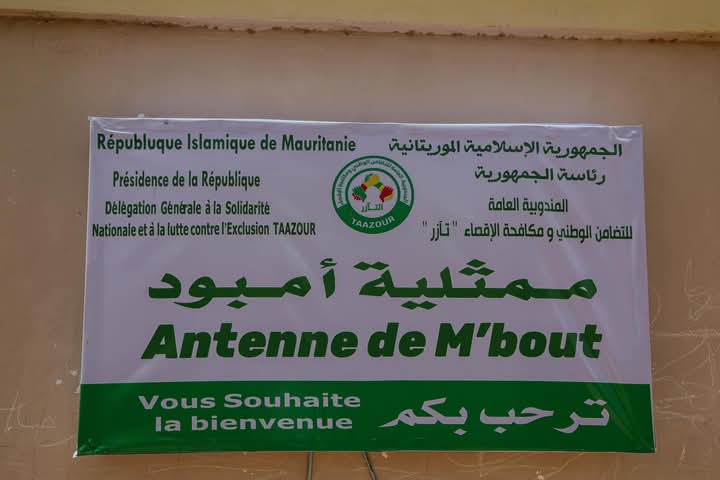 Républuque Islamique de Mauritanie
Présidence de la République
Délégation Générale à la Solidarité
Nationale et à la lutte contre l'Exclusion TAAZOUR
الجمهورية الإسلامية الموريتانية
رئاسة الجمهورية
المندوبية العامة
للتضامن الوطني و مكافحة الإقصاء " تآزر "
التآزر
TAAZOUR
ممثلية أمبود
Antenne de M'bout
Vous Souhaite
la bienvenue
ترحب بكم